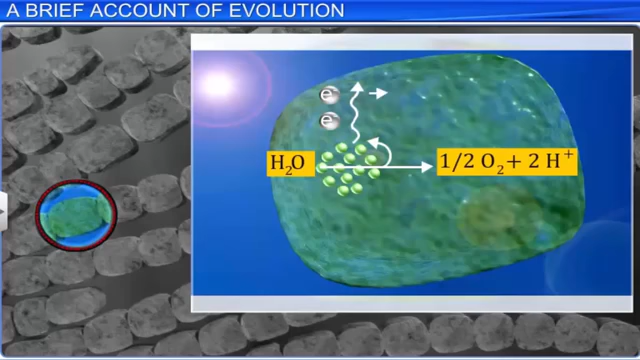 A BRIEF ACCOUNT OF EVOLUTION
e⁻
e⁻
H₂O
1/2 O₂ + 2 H⁺